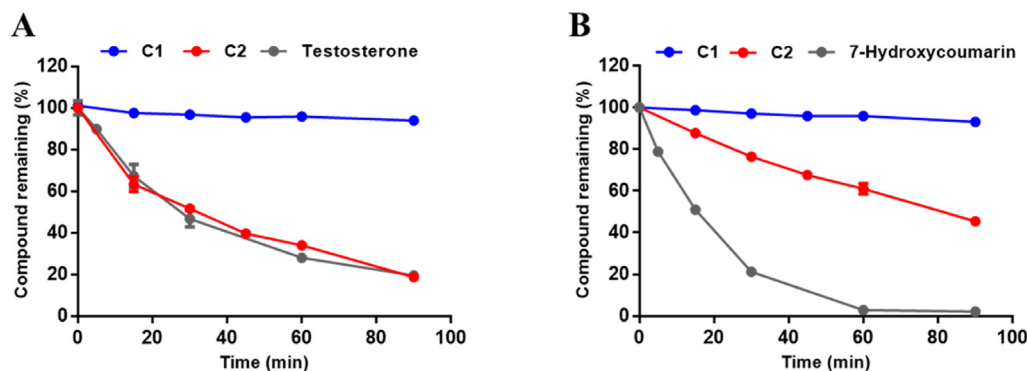 A
C1 C2 Testosterone
120
100
80
60
40
20
0
Compound remaining (%)
0 20 40 60 80 100
Time (min)
B
C1 C2 7-Hydroxycoumarin
120
100
80
60
40
20
0
Compound remaining (%)
0 20 40 60 80 100
Time (min)